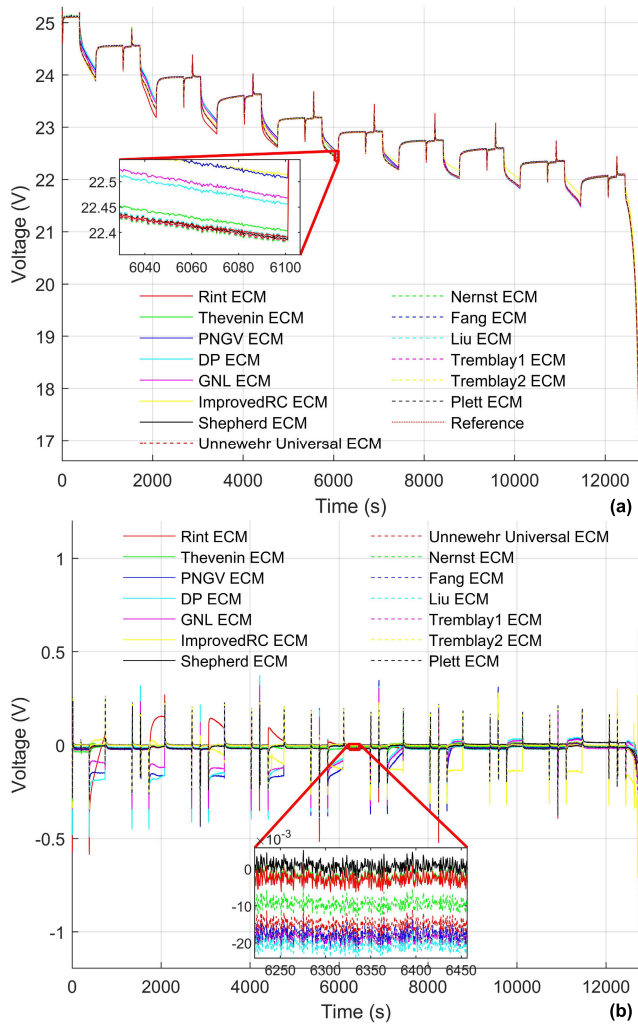 25
24
23
22
21
20
19
18
17
Voltage (V)
22.5
22.45
22.4
6040 6060 6080 6100
Rint ECM
Thevenin ECM
PNGV ECM
DP ECM
GNL ECM
ImprovedRC ECM
Shepherd ECM
Unnewehr Universal ECM
Nernst ECM
Fang ECM
Liu ECM
Tremblay1 ECM
Tremblay2 ECM
Plett ECM
Reference
0 2000 4000 6000 8000 10000 12000
Time (s)
(a)
1
0.5
0
-0.5
-1
Voltage (V)
Rint ECM
Thevenin ECM
PNGV ECM
DP ECM
GNL ECM
ImprovedRC ECM
Shepherd ECM
Unnewehr Universal ECM
Nernst ECM
Fang ECM
Liu ECM
Tremblay1 ECM
Tremblay2 ECM
Plett ECM
×10-3
0
-10
-20
6250 6300 6350 6400 6450
0 2000 4000 6000 8000 10000 12000
Time (s)
(b)